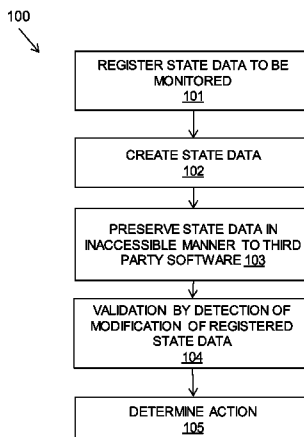 100
REGISTER STATE DATA TO BE
MONITORED
101
CREATE STATE DATA
102
PRESERVE STATE DATA IN
INACCESSIBLE MANNER TO THIRD
PARTY SOFTWARE 103
VALIDATION BY DETECTION OF
MODIFICATION OF REGISTERED
STATE DATA
104
DETERMINE ACTION
105